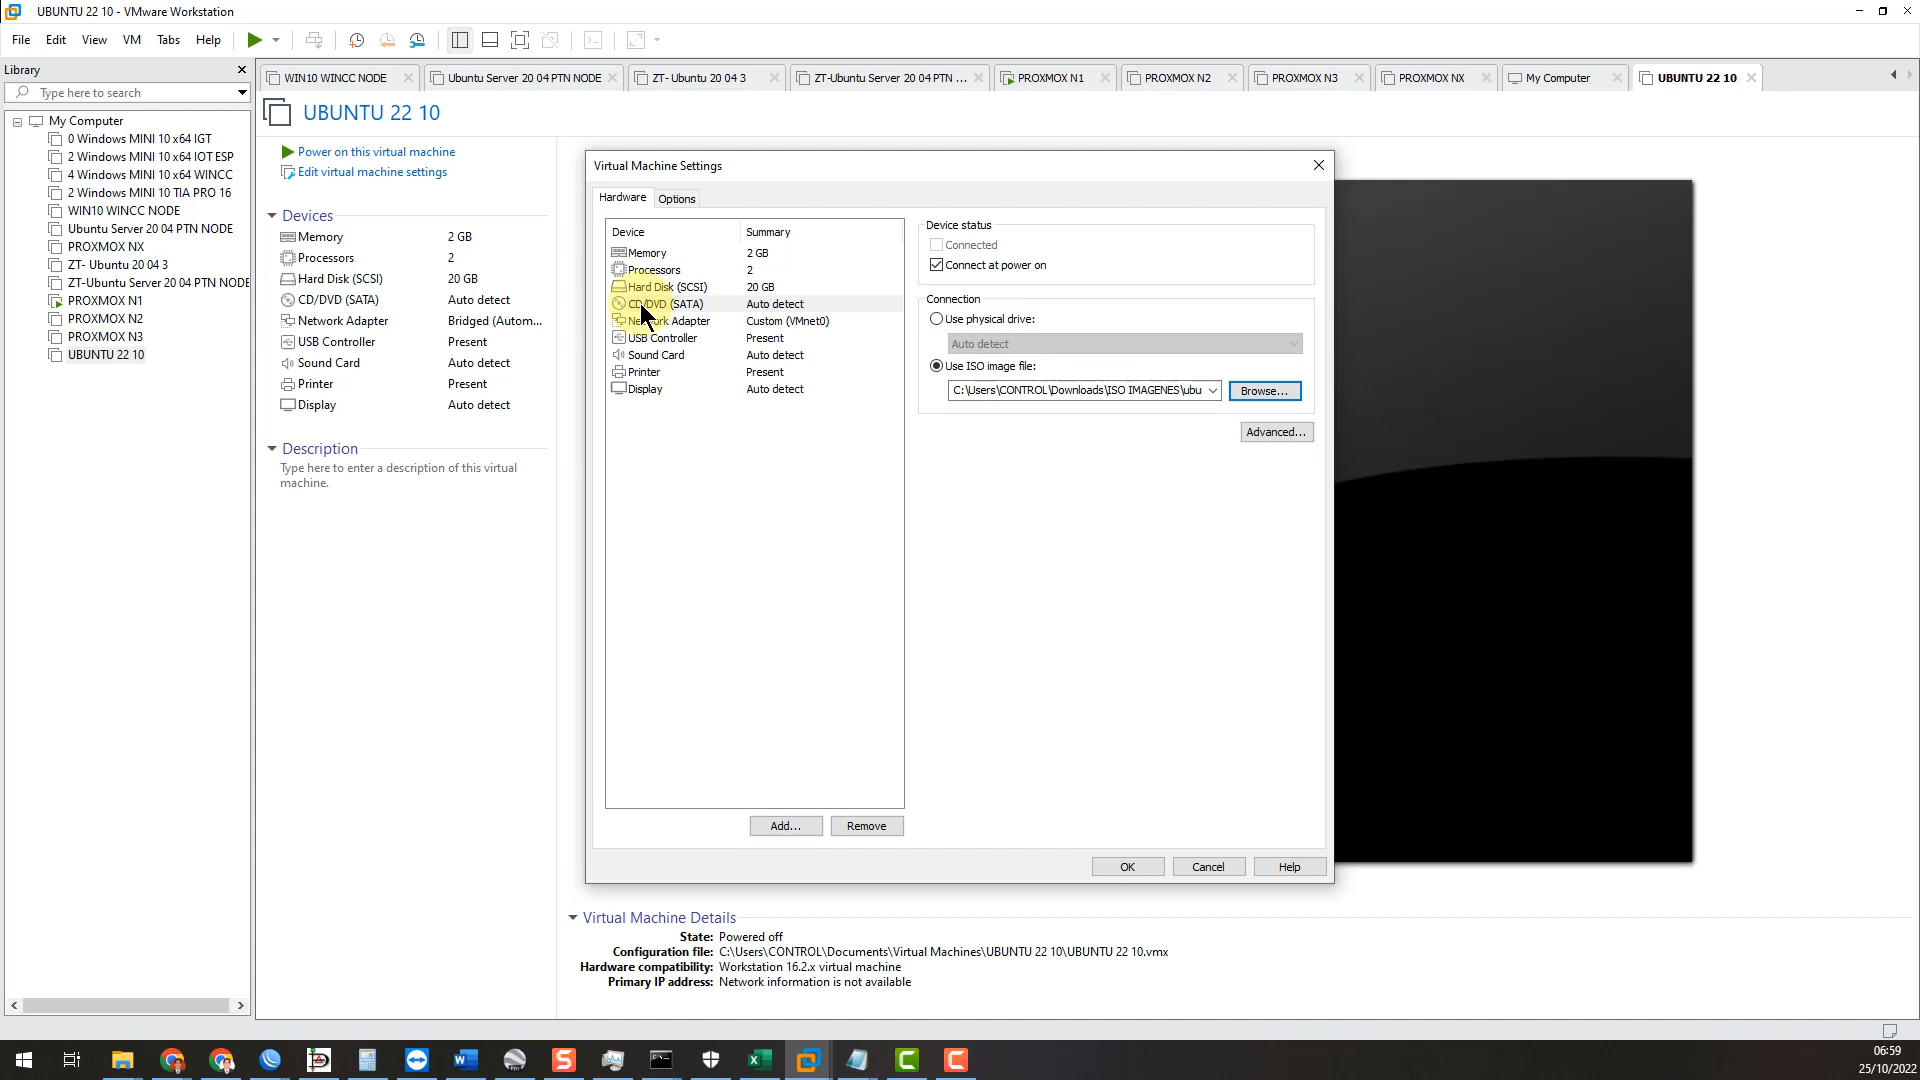 UBUNTU 22 10 - VMware Workstation
File Edit View VM Tabs Help
Library
Type here to search
My Computer
0 Windows MINI 10 x64 IGT
2 Windows MINI 10 x64 IOT ESP
4 Windows MINI 10 x64 WINCC
2 Windows MINI 10 TIA PRO 16
WIN10 WINCC NODE
Ubuntu Server 20 04 PTN NODE
PROXMOX NX
ZT- Ubuntu 20 04 3
ZT-Ubuntu Server 20 04 PTN NODE
PROXMOX N1
PROXMOX N2
PROXMOX N3
UBUNTU 22 10
WIN10 WINCC NODE Ubuntu Server 20 04 PTN NODE ZT- Ubuntu 20 04 3 ZT-Ubuntu Server 20 04 PTN ... PROXMOX N1 PROXMOX N2 PROXMOX N3 PROXMOX NX My Computer UBUNTU 22 10
UBUNTU 22 10
Power on this virtual machine
Edit virtual machine settings
Devices
Memory 2 GB
Processors 2
Hard Disk (SCSI) 20 GB
CD/DVD (SATA) Auto detect
Network Adapter Bridged (Autom...
USB Controller Present
Sound Card Auto detect
Printer Present
Display Auto detect
Description
Type here to enter a description of this virtual
machine.
Virtual Machine Settings
Hardware Options
Device Summary
Memory 2 GB
Processors 2
Hard Disk (SCSI) 20 GB
CD/DVD (SATA) Auto detect
Network Adapter Custom (VMnet0)
USB Controller Present
Sound Card Auto detect
Printer Present
Display Auto detect
Add... Remove
Device status
Connected
Connect at power on
Connection
Use physical drive:
Auto detect
Use ISO image file:
C:\Users\CONTROL\Downloads\ISO IMAGENES\ubu Browse...
Advanced...
OK Cancel Help
Virtual Machine Details
State: Powered off
Configuration file: C:\Users\CONTROL\Documents\Virtual Machines\UBUNTU 22 10\UBUNTU 22 10.vmx
Hardware compatibility: Workstation 16.2.x virtual machine
Primary IP address: Network information is not available
06:59
25/10/2022